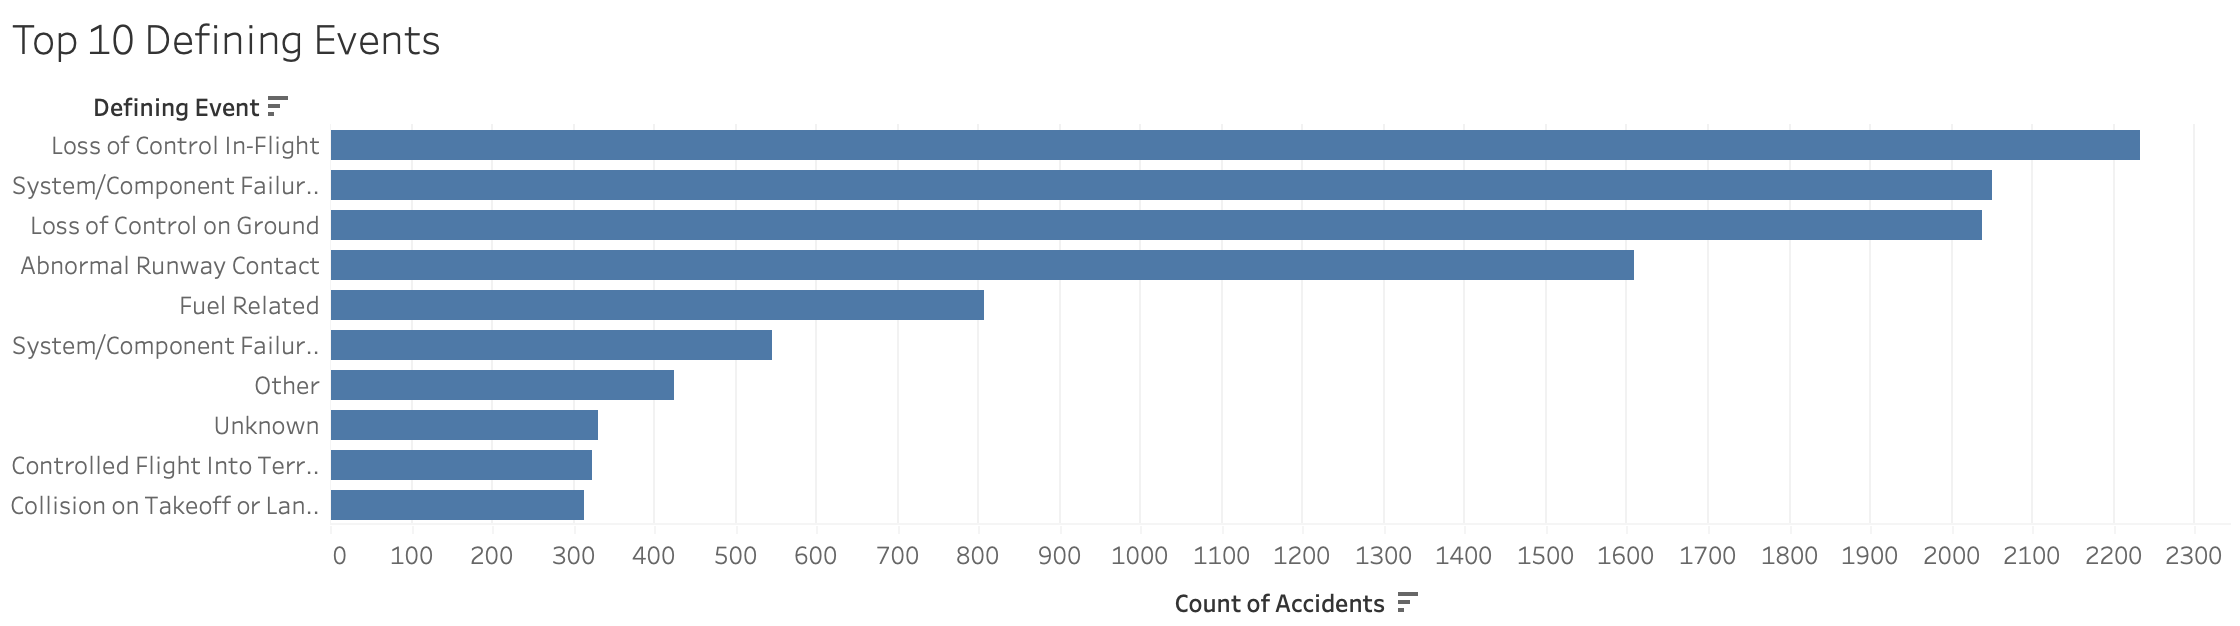 Top 10 Defining Events
Defining Event
Loss of Control In-Flight
System/Component Failur..
Loss of Control on Ground
Abnormal Runway Contact
Fuel Related
System/Component Failur..
Other
Unknown
Controlled Flight Into Terr..
Collision on Takeoff or Lan..
0 100 200 300 400 500 600 700 800 900 1000 1100 1200 1300 1400 1500 1600 1700 1800 1900 2000 2100 2200 2300
Count of Accidents